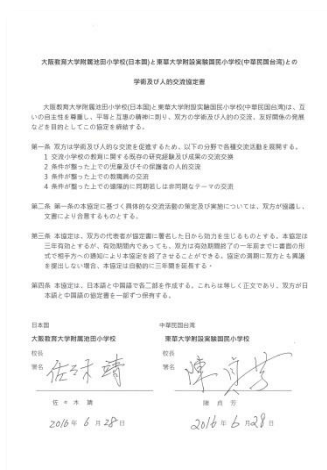 大阪教育大学附属池田小学校(日本国)と東華大学附設実験国民小学校(中華民国台湾)との
学術及び人的交流協定書
大阪教育大学附属池田小学校(日本国)と東華大学附設実験国民小学校(中華民国台湾)は、互
いの自主性を尊重し、平等と互恵の精神に則り、双方の学術及び人的の交流、友好関係の発展
などを目的としてこの協定を締結する。
第一条 双方は学術及び人的な交流を促進するため、以下の分野で各種交流活動を展開する。
1 交流小学校の教育に関する既存の研究経験及び成果の交流交換
2 条件が整った上での児童及びその保護者の人的交流
3 条件が整った上での教職員の交流
4 条件が整った上での遠隔的に同期若しは非同期なテーマの交流
第二条 第一条の本協定に基づく具体的な交流活動の策定及び実施については、双方が協議し、
文書により合意するものとする。
第三条 本協定は、双方の代表者が協定書に署名した日から効力を生じるものとする。本協定は
三年有効とするが、有効期間内であっても、双方は有効期間終了の一年前までに書面の形
式で相手方への通知により本協定を終了させることができる。協定の満期に双方とも異議
を提出しない場合、本協定は自動的に三年間を延長する・
第四条 本協定は、日本語と中国語で各二部を作成する。これらは等しく正文であり、双方が日
本語と中国語の協定書を一部ずつ保有する。
日本国 中華民国台湾
大阪教育大学附属池田小学校 東華大学附設実験国民小学校
校長 校長
署名 佐々木靖 署名
佐々木 靖
2016年 6月 28日 2016年 6月28日